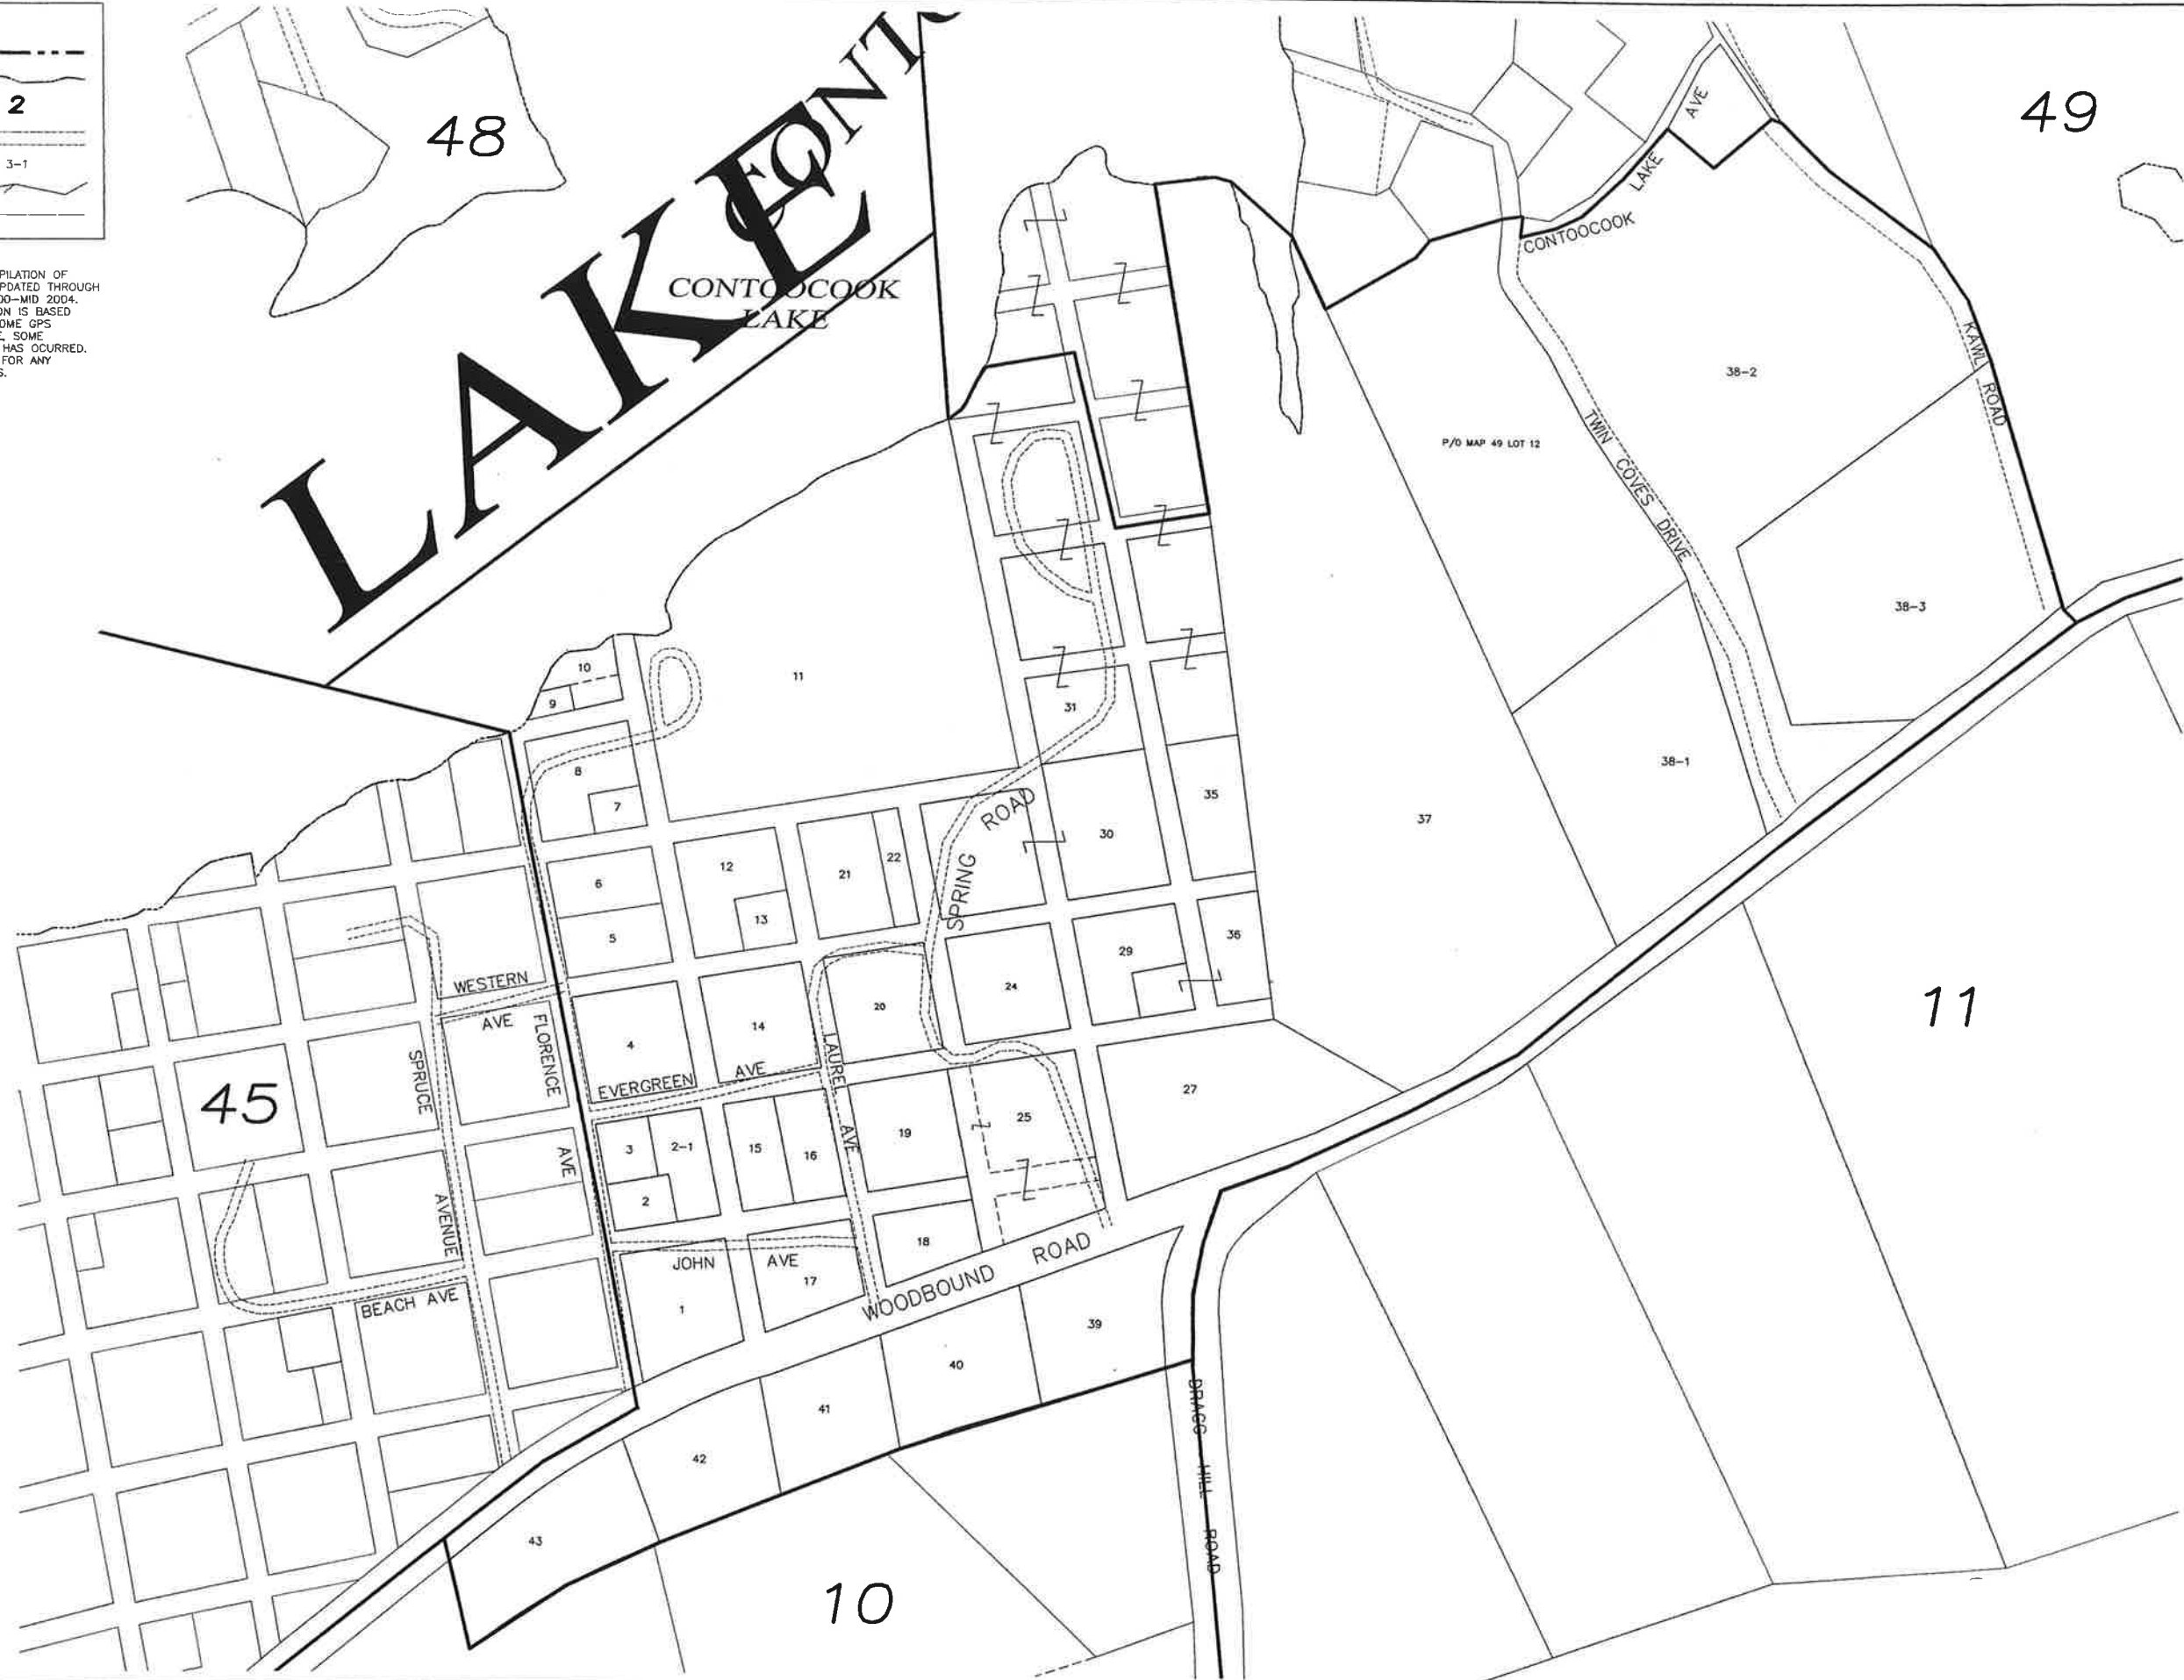 2
3-1
PILATION OF
PDATED THROUGH
00-MID 2004.
ON IS BASED
OME GPS
E, SOME
HAS OCURRED.
FOR ANY
S.
48
49
LAKE
CONTO
CONTOOCOOK
LAKE
CONTOOCOOK LAKE AVE
KAWL ROAD
38-2
P/O MAP 49 LOT 12
TWIN COVES DRIVE
38-3
10
9
11
8
7
31
38-1
35
30
37
SPRING ROAD
6
5
12
13
21
22
29
36
24
20
14
4
WESTERN AVE
FLORENCE AVE
SPRUCE AVENUE
EVERGREEN AVE
LAUREL AVE
45
11
27
25
3
2-1
2
15
16
19
18
JOHN AVE
17
1
BEACH AVE
WOODBOUND ROAD
39
40
41
42
43
DRAGG HILL ROAD
10